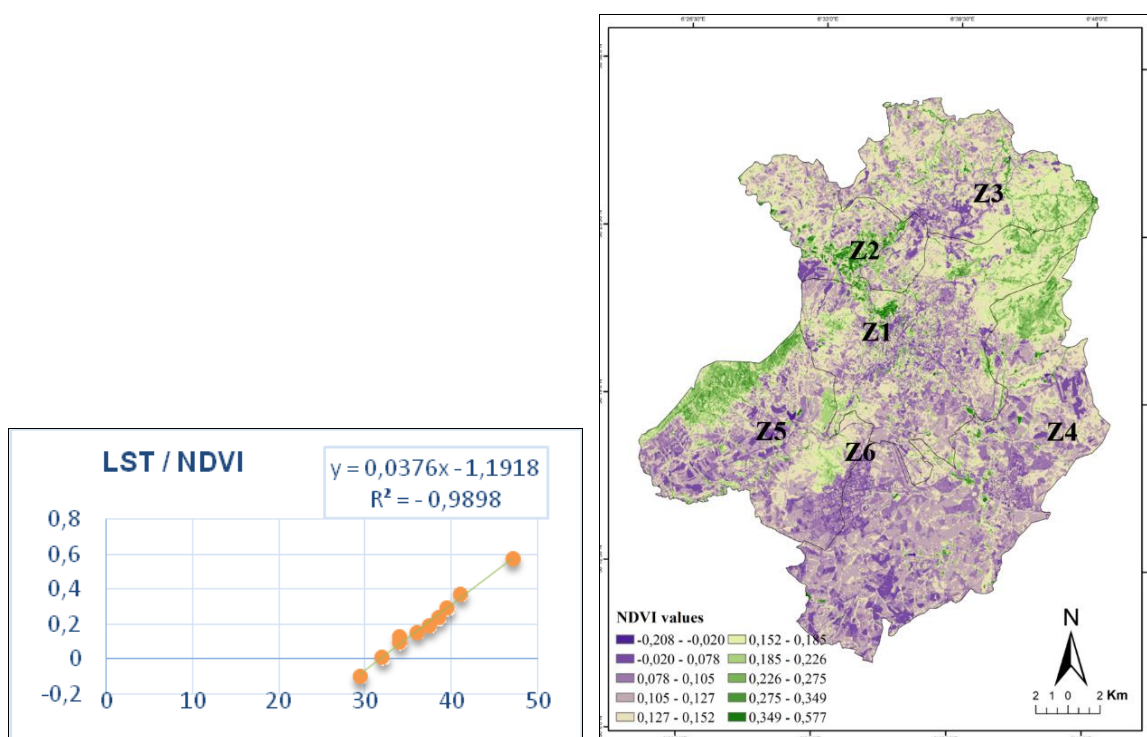 LST / NDVI
y = 0,0376x - 1,1918
R² = - 0,9898
0,8
0,6
0,4
0,2
0
-0,2
0 10 20 30 40 50
Z3
Z2
Z1
Z5
Z4
Z6
NDVI values
-0,208 - -0,020
-0,020 - 0,078
0,078 - 0,105
0,105 - 0,127
0,127 - 0,152
0,152 - 0,185
0,185 - 0,226
0,226 - 0,275
0,275 - 0,349
0,349 - 0,577
N
2 1 0 2 Km